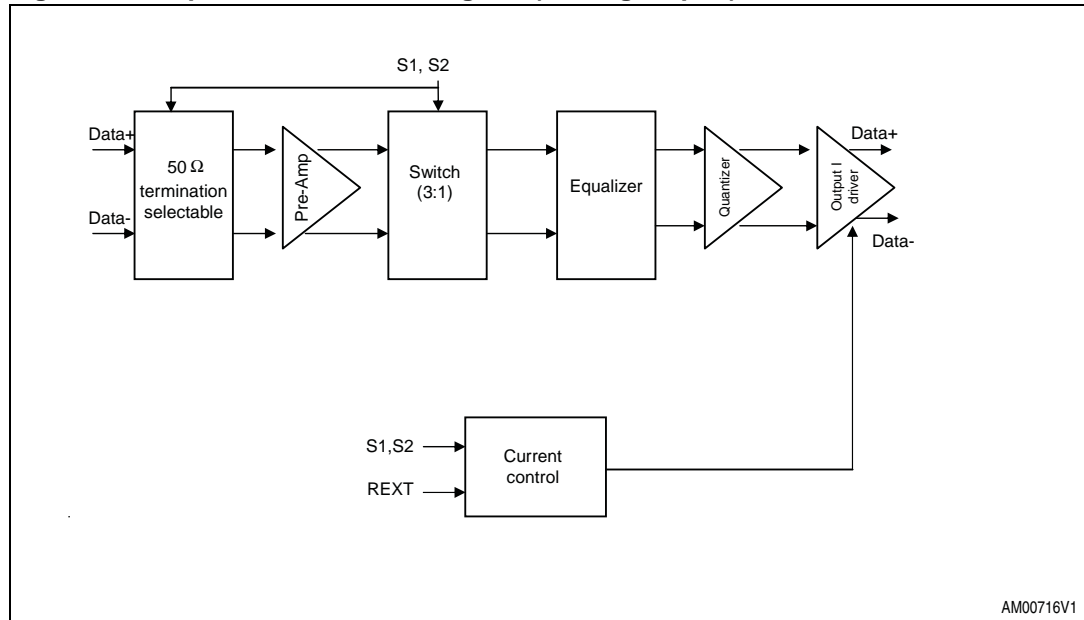 S1, S2
Data+
Data-
50 Ω
termination
selectable
Pre-Amp
Switch
(3:1)
Equalizer
Quantizer
Output I
driver
Data+
Data-
S1,S2
REXT
Current
control
AM00716V1